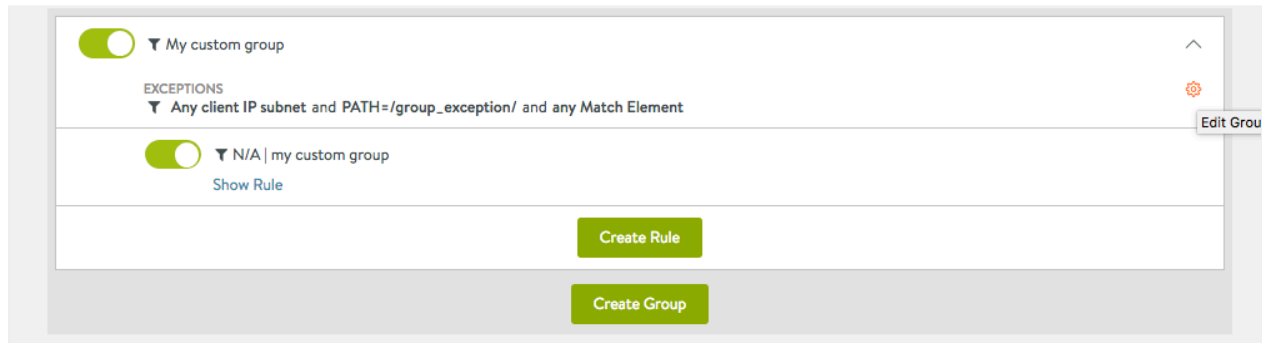 My custom group
EXCEPTIONS
Any client IP subnet and PATH=/group_exception/ and any Match Element
Edit Grou
N/A | my custom group
Show Rule
Create Rule
Create Group